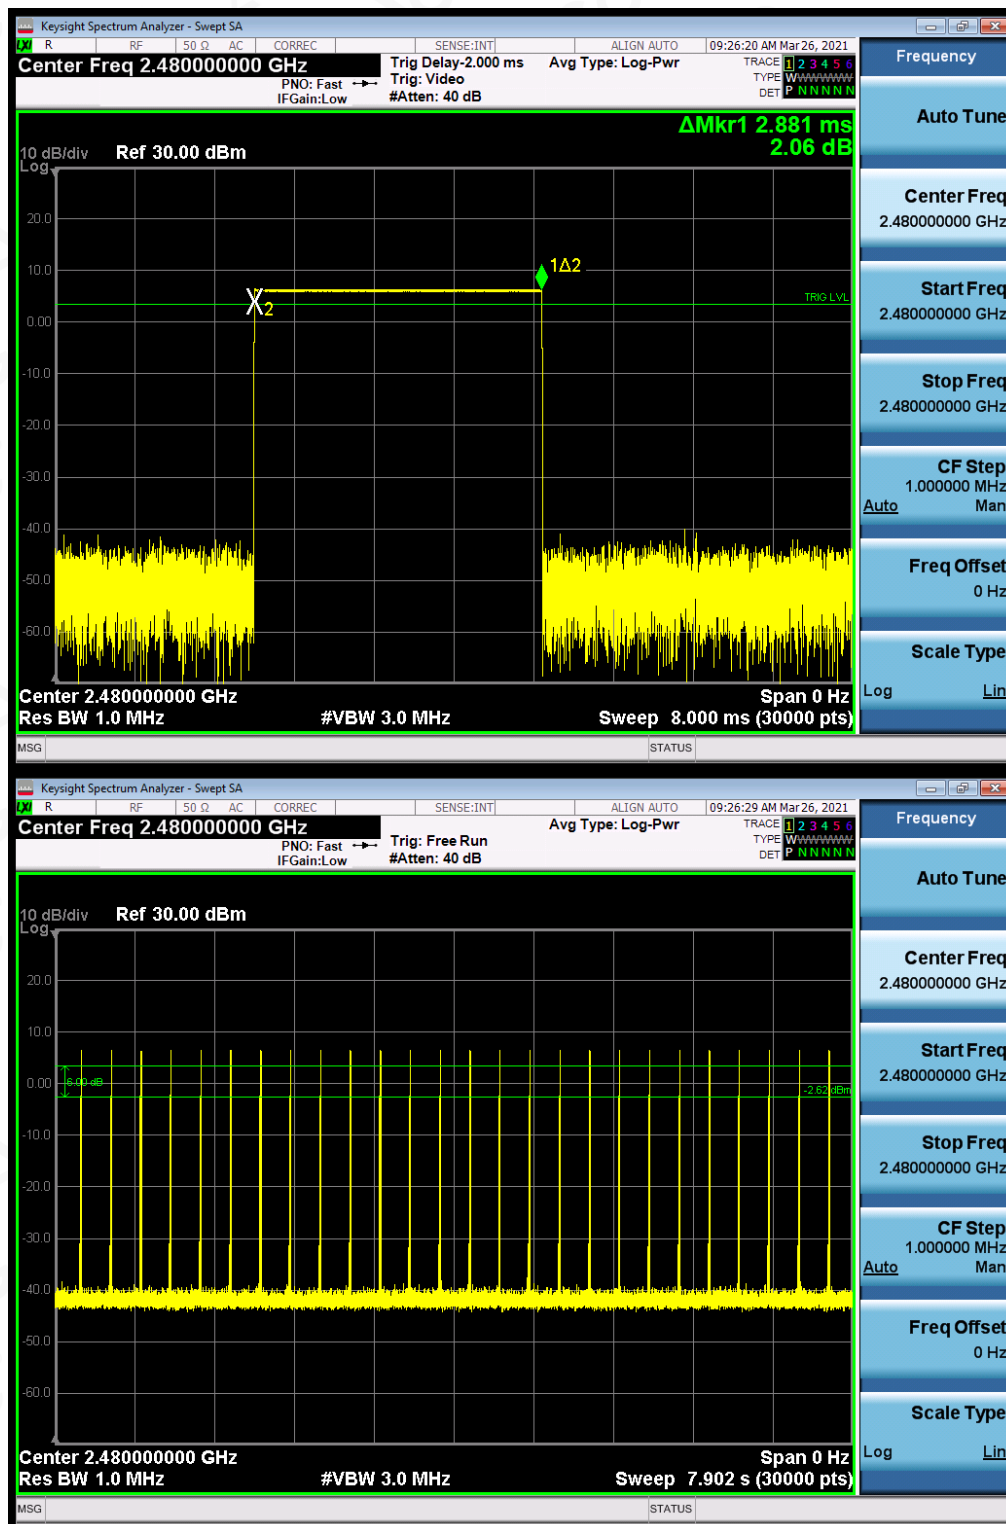 Keysight Spectrum Analyzer - Swept SA
LXI R RF 50 Ω AC CORREC SENSE:INT ALIGN AUTO 09:26:20 AM Mar 26, 2021
Center Freq 2.480000000 GHz Trig Delay-2.000 ms Avg Type: Log-Pwr TRACE 1 2 3 4 5 6
PNO: Fast Trig: Video TYPE WWWWWW
IFGain:Low #Atten: 40 dB DET P N N N N N
ΔMkr1 2.881 ms
10 dB/div Ref 30.00 dBm 2.06 dB
Log
20.0
10.0
1Δ2
TRIG LVL
X2
0.00
-10.0
-20.0
-30.0
-40.0
-50.0
-60.0
Center 2.480000000 GHz Span 0 Hz
Res BW 1.0 MHz #VBW 3.0 MHz Sweep 8.000 ms (30000 pts)
MSG STATUS
Frequency
Auto Tune
Center Freq
2.480000000 GHz
Start Freq
2.480000000 GHz
Stop Freq
2.480000000 GHz
CF Step
1.000000 MHz
Auto Man
Freq Offset
0 Hz
Scale Type
Log Lin
Keysight Spectrum Analyzer - Swept SA
LXI R RF 50 Ω AC CORREC SENSE:INT ALIGN AUTO 09:26:29 AM Mar 26, 2021
Center Freq 2.480000000 GHz Avg Type: Log-Pwr TRACE 1 2 3 4 5 6
PNO: Fast Trig: Free Run TYPE WWWWWW
IFGain:Low #Atten: 40 dB DET P N N N N N
10 dB/div Ref 30.00 dBm
Log
20.0
10.0
0.00
6.00 dB
-2.62 dBm
-10.0
-20.0
-30.0
-40.0
-50.0
-60.0
Center 2.480000000 GHz Span 0 Hz
Res BW 1.0 MHz #VBW 3.0 MHz Sweep 7.902 s (30000 pts)
MSG STATUS
Frequency
Auto Tune
Center Freq
2.480000000 GHz
Start Freq
2.480000000 GHz
Stop Freq
2.480000000 GHz
CF Step
1.000000 MHz
Auto Man
Freq Offset
0 Hz
Scale Type
Log Lin